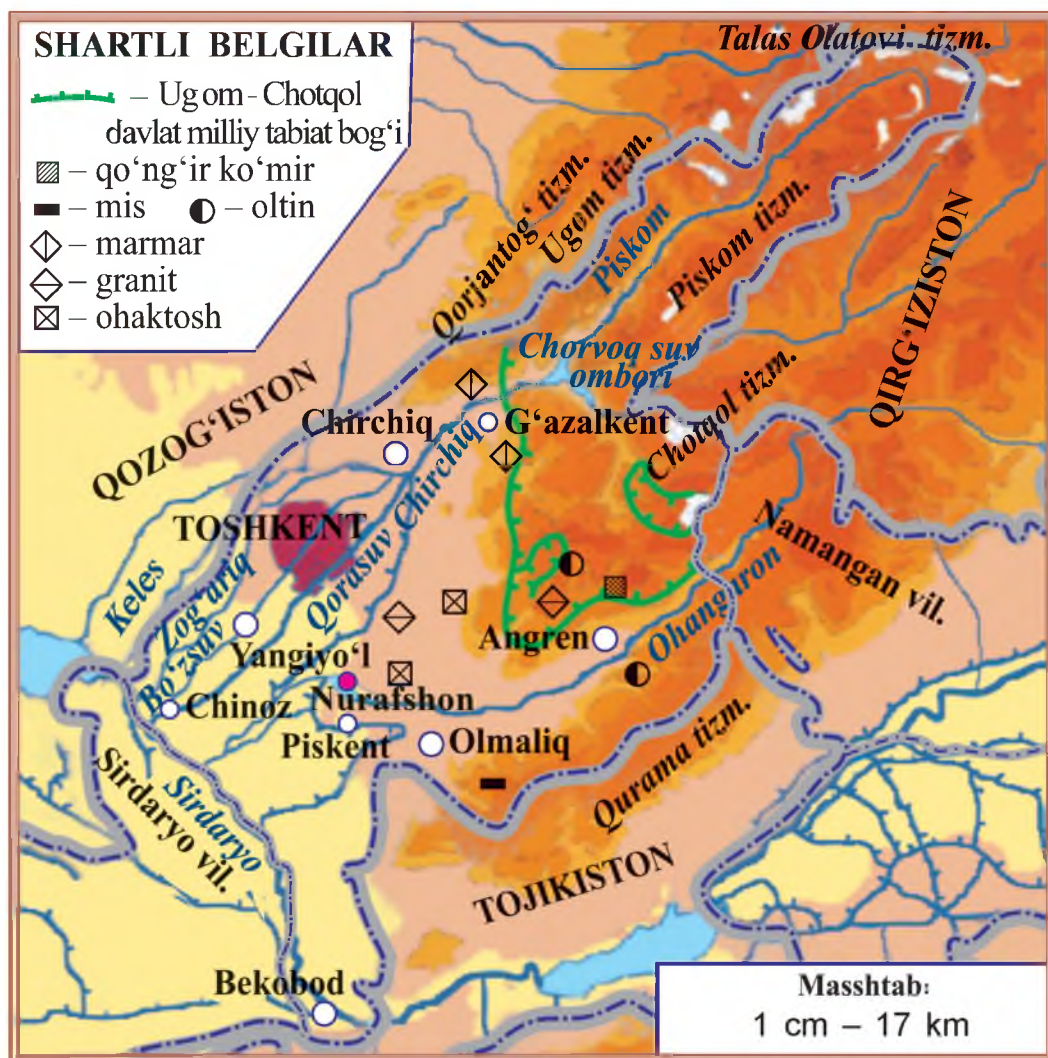 SHARTLI BELGILAR
– Ugom-Chotqol
davlat milliy tabiat bog‘i
– qo‘ng‘ir ko‘mir
– mis
– oltin
– marmar
– granit
– ohaktosh
Talas Olatovi tizm.
Qorjantog‘ tizm.
Ugom tizm.
Piskom
Piskom tizm.
QIRG‘IZISTON
Chorvoq suv
ombori
Chotqol tizm.
QOZOG‘ISTON
Chirchiq
G‘azalkent
Chirchiq
TOSHKENT
Qorasuv
Keles
Zog‘ariq
Bo‘zsuv
Namangan vil.
Ohangaron
Angren
Yangiyo‘l
Nurafshon
Chinoz
Piskent
Olmaliq
Qurama tizm.
Sirdaryo
Sirdaryo vil.
TOJIKISTON
Bekobod
Masshtab:
1 cm – 17 km